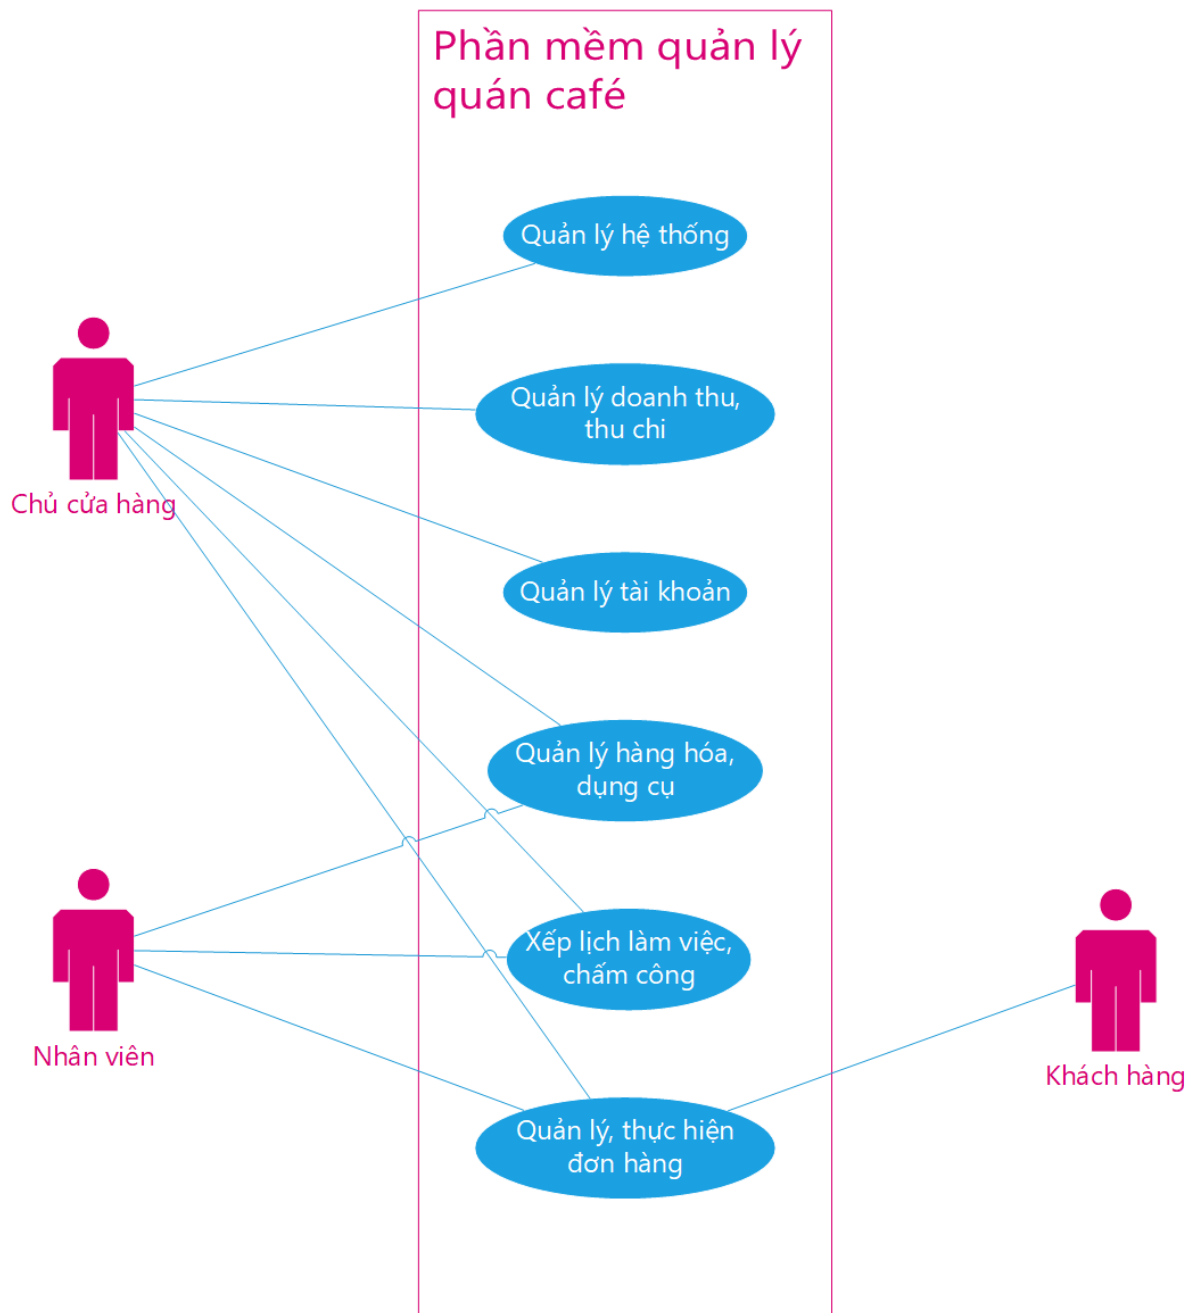 Phần mềm quản lý
quán café
Quản lý hệ thống
Quản lý doanh thu,
thu chi
Chủ cửa hàng
Quản lý tài khoản
Quản lý hàng hóa,
dụng cụ
Xếp lịch làm việc,
chấm công
Nhân viên
Khách hàng
Quản lý, thực hiện
đơn hàng